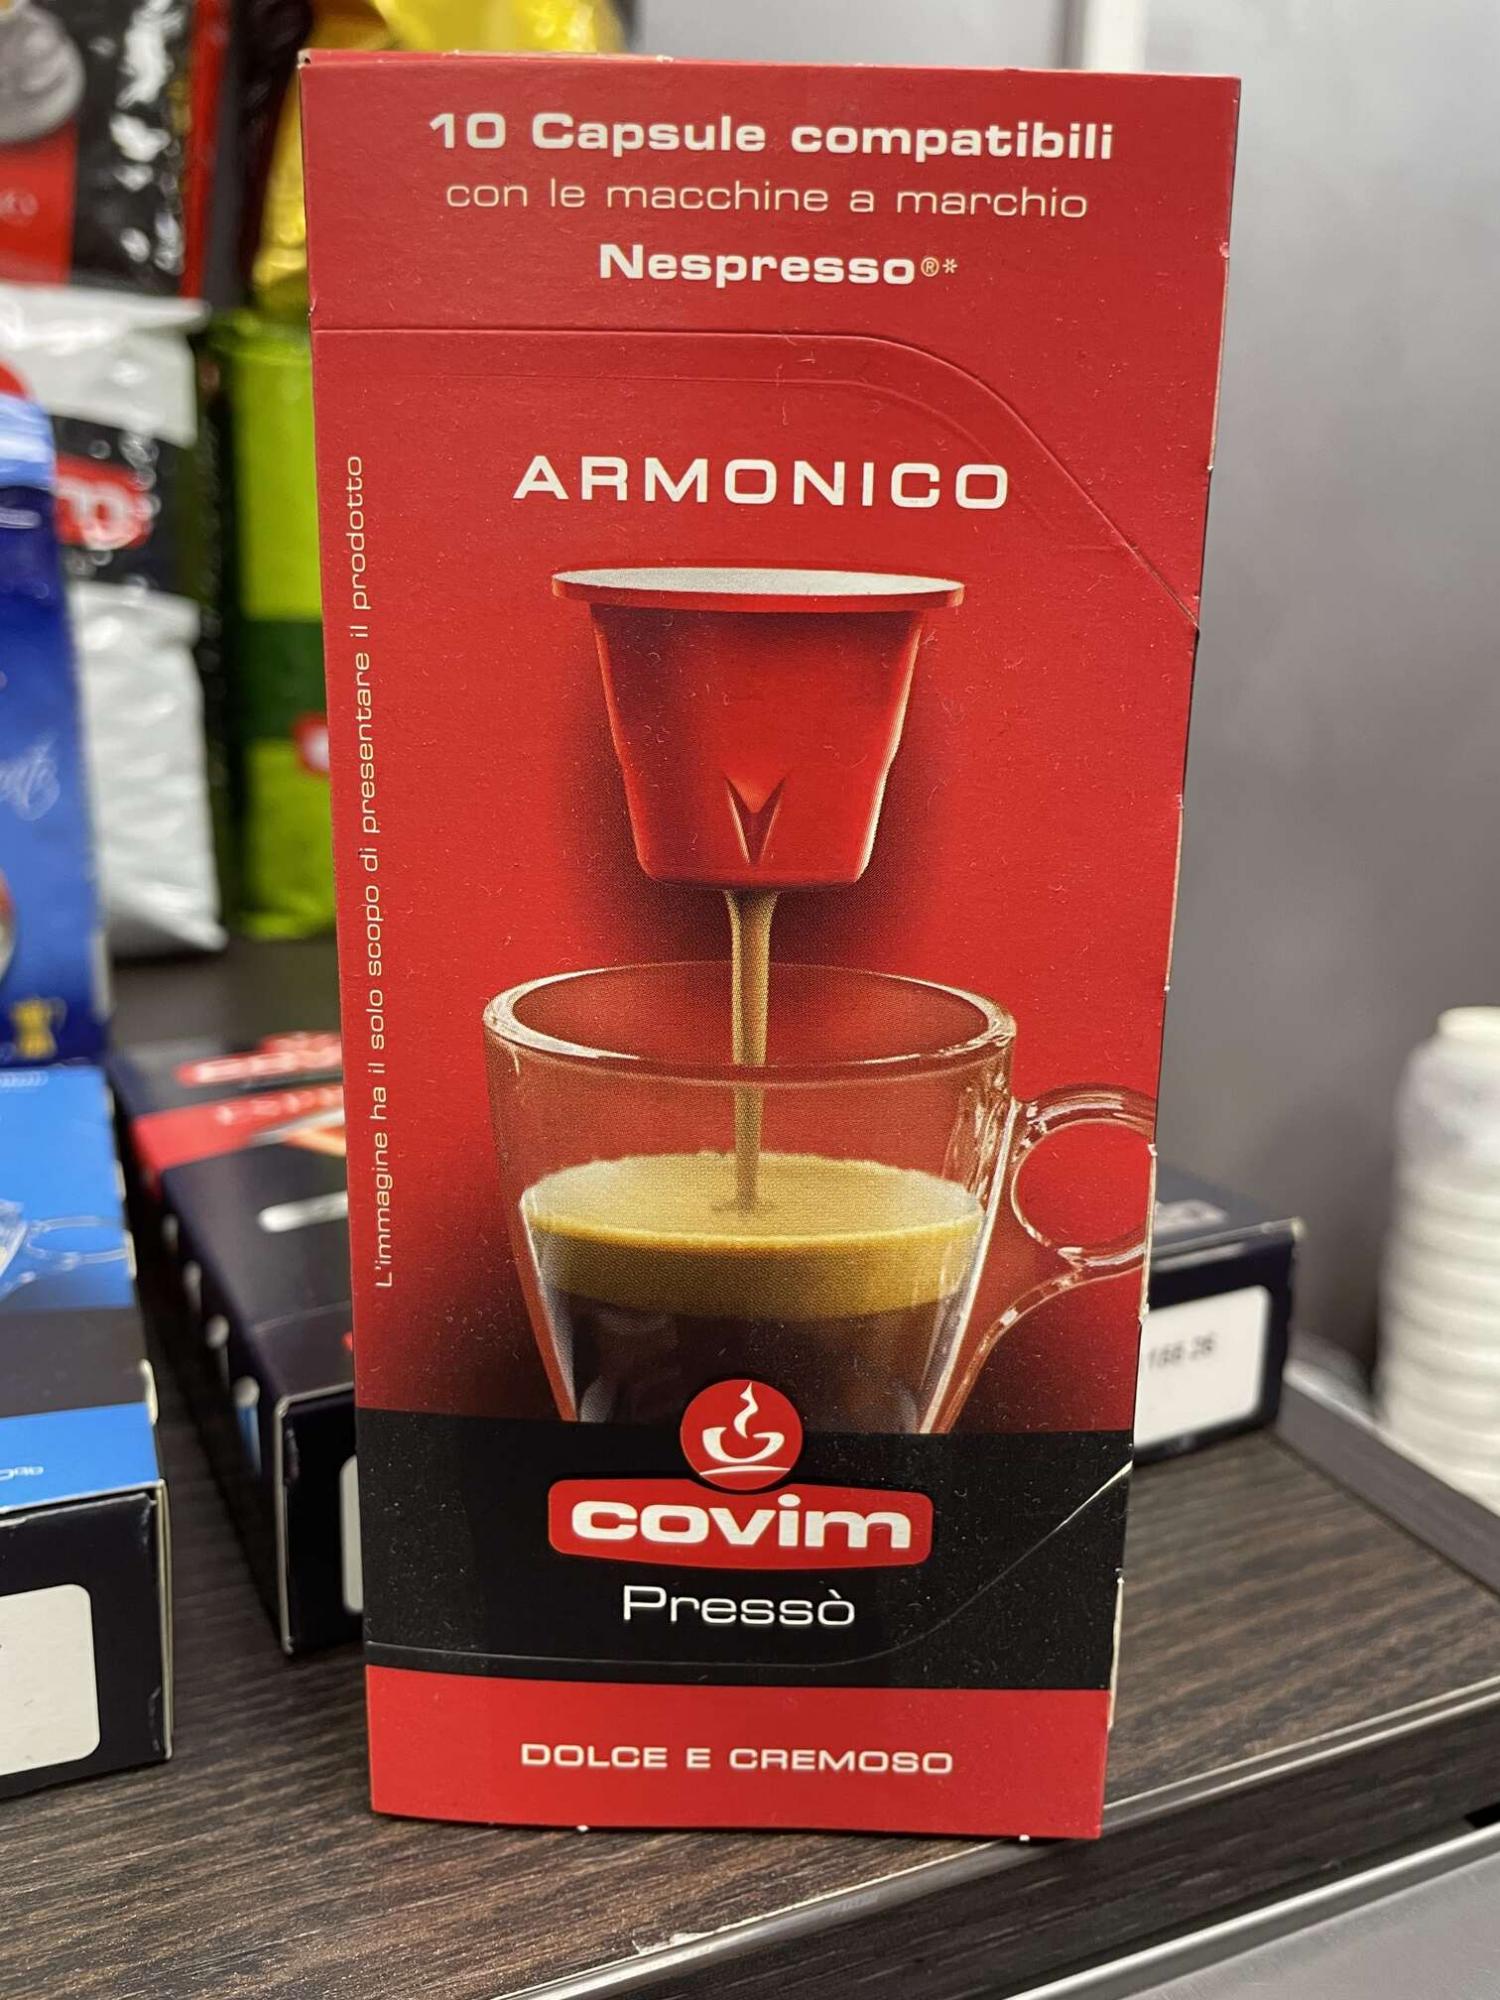 10 Capsule compatibili
con le macchine a marchio
Nespresso®*
ARMONICO
L'immagine ha il solo scopo di presentare il prodotto
covim
Pressò
DOLCE E CREMOSO